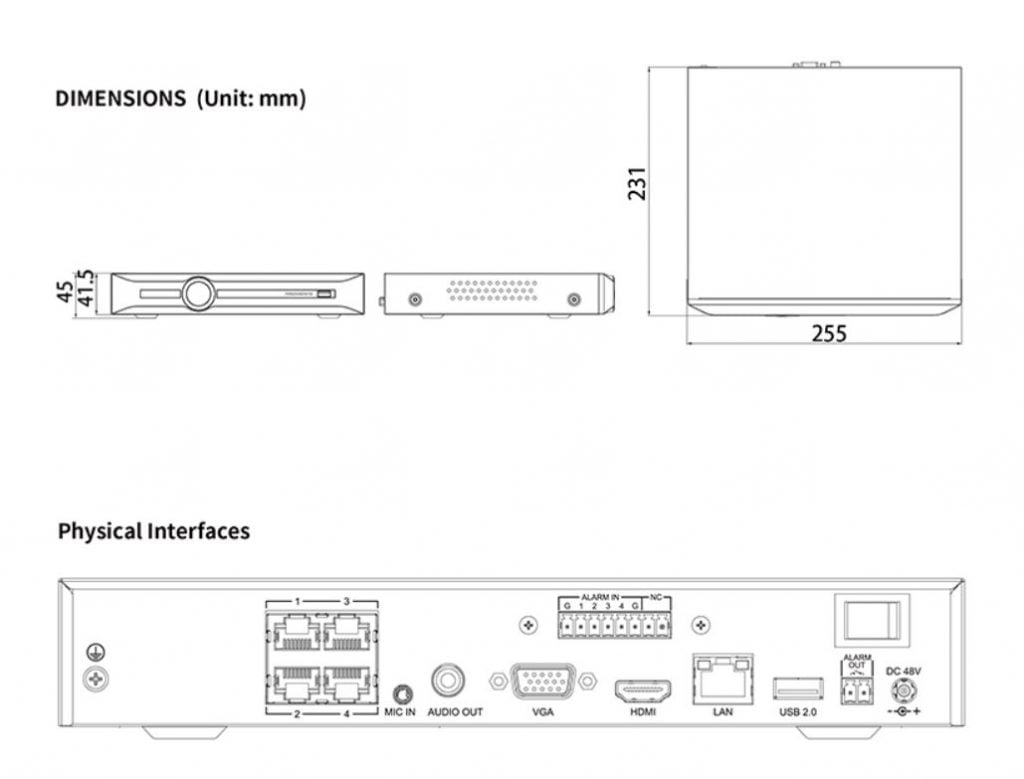 DIMENSIONS (Unit: mm)
231
45
41.5
255
Physical Interfaces
1 3
ALARM IN NC
G 1 2 3 4 G
ALARM
OUT
DC 48V
2 4
MIC IN
AUDIO OUT
VGA
HDMI
LAN
USB 2.0
- +